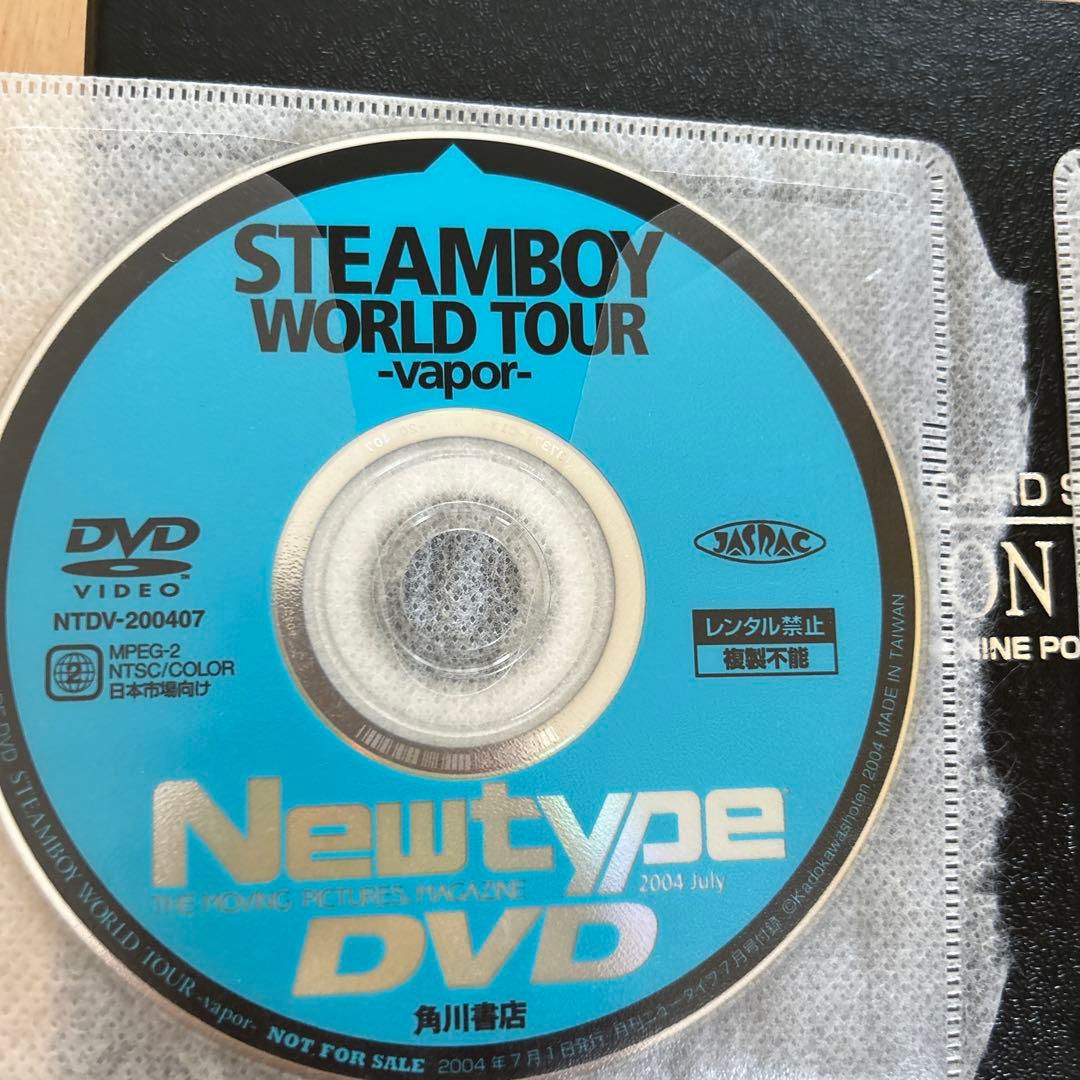 STEAMBOY
WORLD TOUR
-vapor-
DVD
VIDEO
NTDV-200407
2
MPEG-2
NTSC/COLOR
日本市場向け
JASRAC
レンタル禁止
複製不能
Newtype
2004 July
THE MOVING PICTURES MAGAZINE
DVD
角川書店
DVD STEAMBOY WORLD TOUR -vapor- NOT FOR SALE 2004年7月1日発行 月刊ニュータイプ7月号付録 ©Kadokawashoten 2004 MADE IN TAIWAN
ARD S
ON
INE PO